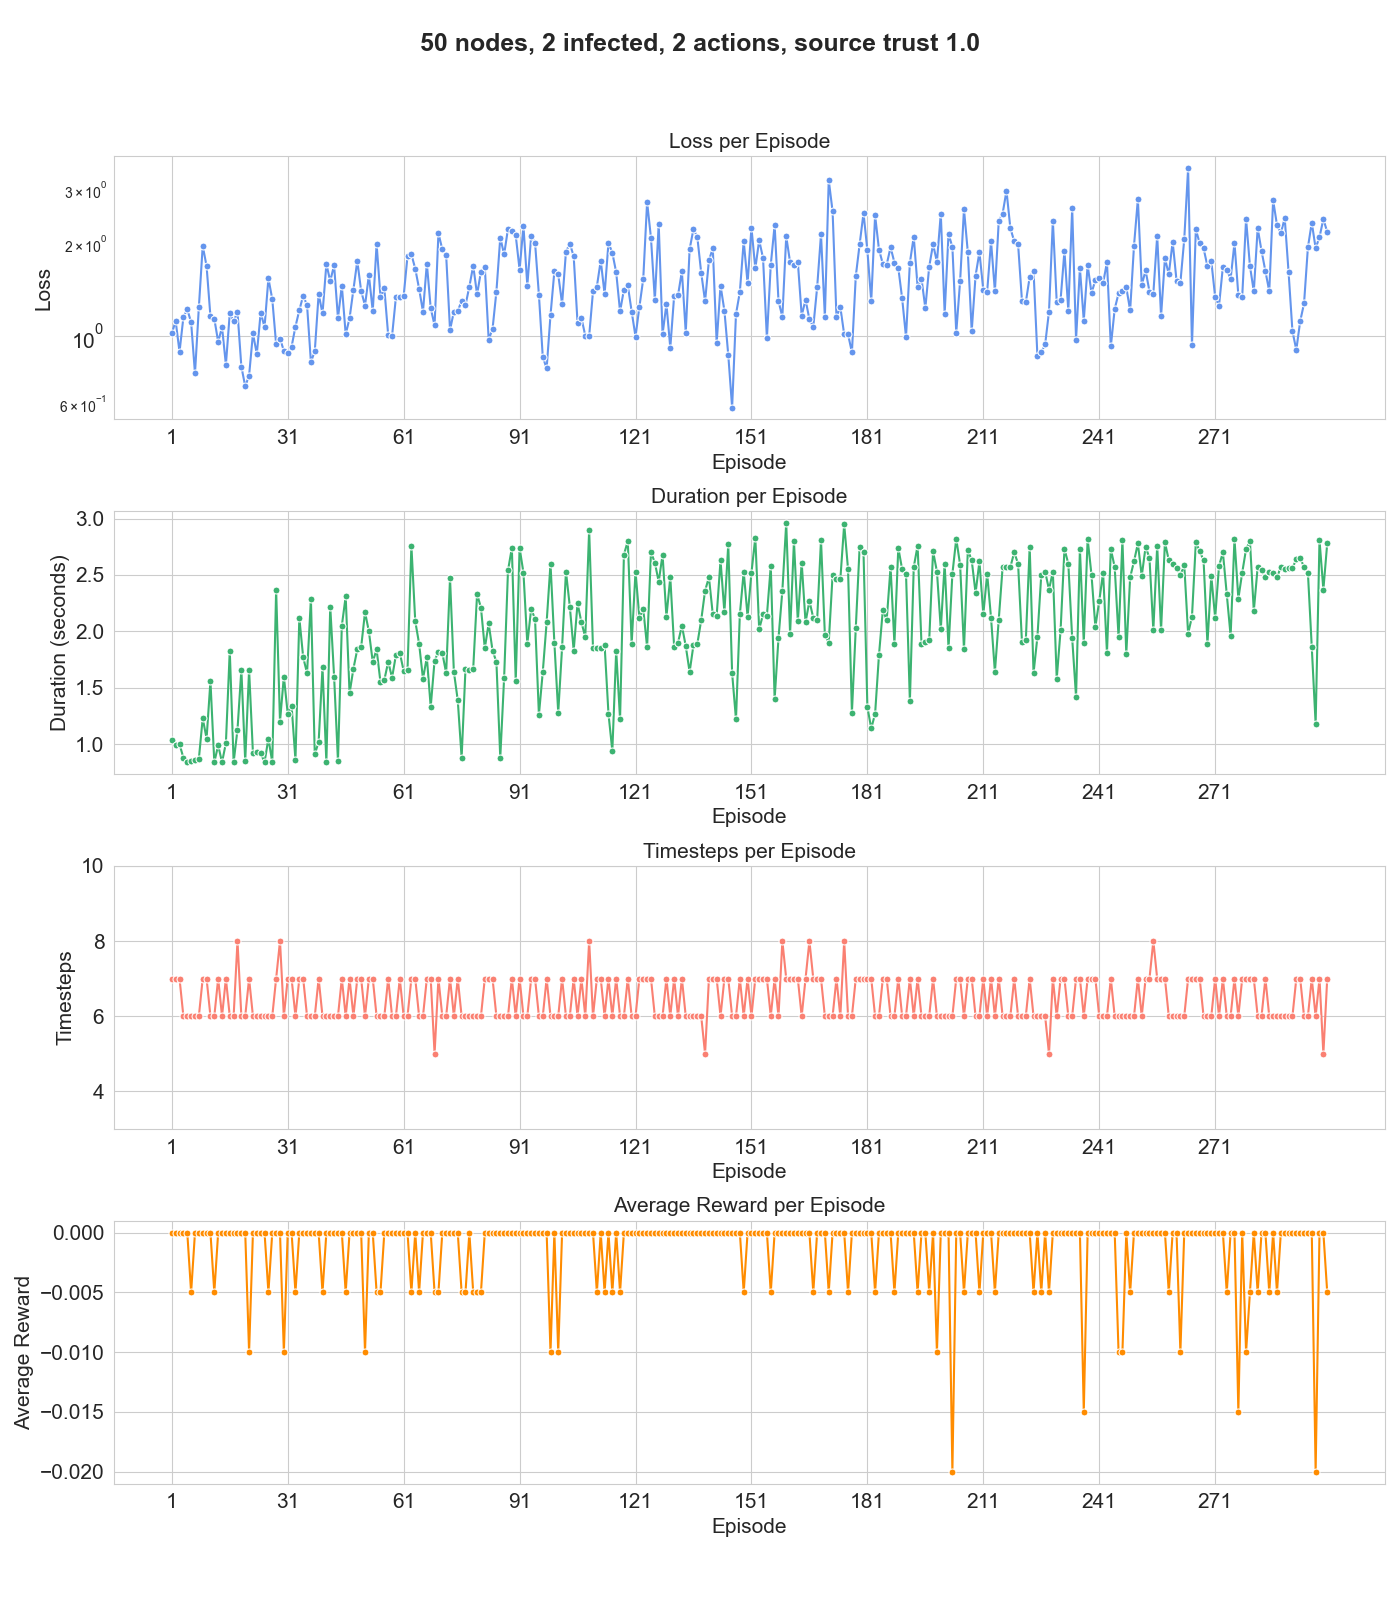 50 nodes, 2 infected, 2 actions, source trust 1.0
Loss per Episode
3 × 10⁰
2 × 10⁰
10⁰
6 × 10⁻¹
Loss
1 31 61 91 121 151 181 211 241 271
Episode
Duration per Episode
3.0
2.5
2.0
1.5
1.0
Duration (seconds)
1 31 61 91 121 151 181 211 241 271
Episode
Timesteps per Episode
10
8
6
4
Timesteps
1 31 61 91 121 151 181 211 241 271
Episode
Average Reward per Episode
0.000
−0.005
−0.010
−0.015
−0.020
Average Reward
1 31 61 91 121 151 181 211 241 271
Episode